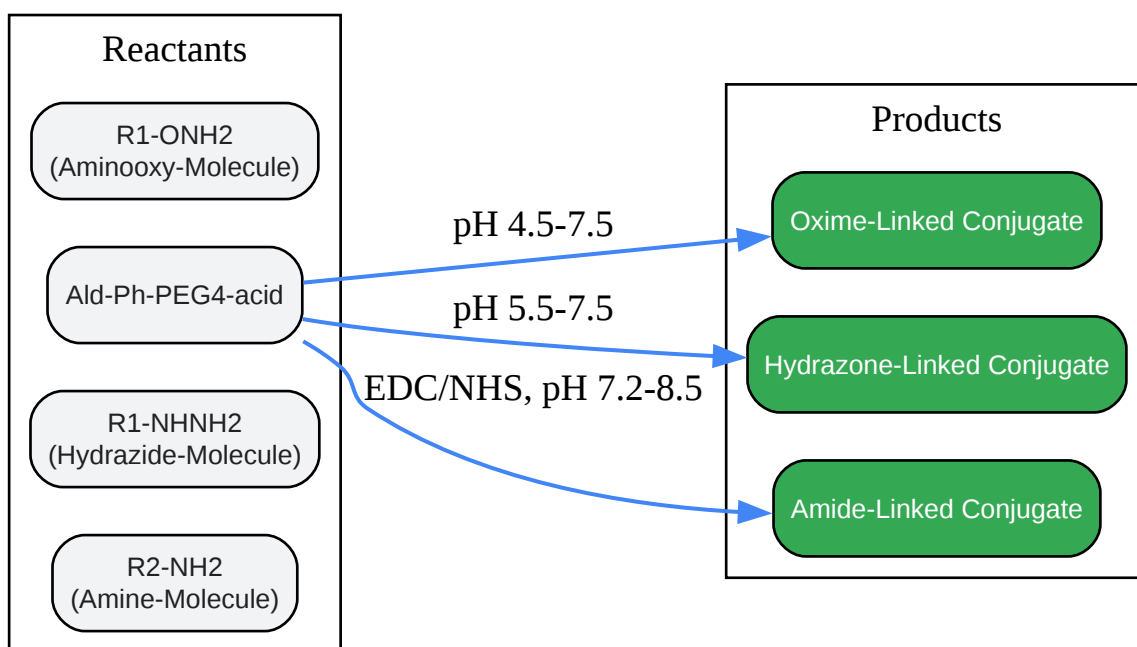 Reactants
R1-ONH2
(Aminooxy-Molecule)
Ald-Ph-PEG4-acid
R1-NHNH2
(Hydrazide-Molecule)
R2-NH2
(Amine-Molecule)
pH 4.5-7.5
pH 5.5-7.5
EDC/NHS, pH 7.2-8.5
Products
Oxime-Linked Conjugate
Hydrazone-Linked Conjugate
Amide-Linked Conjugate